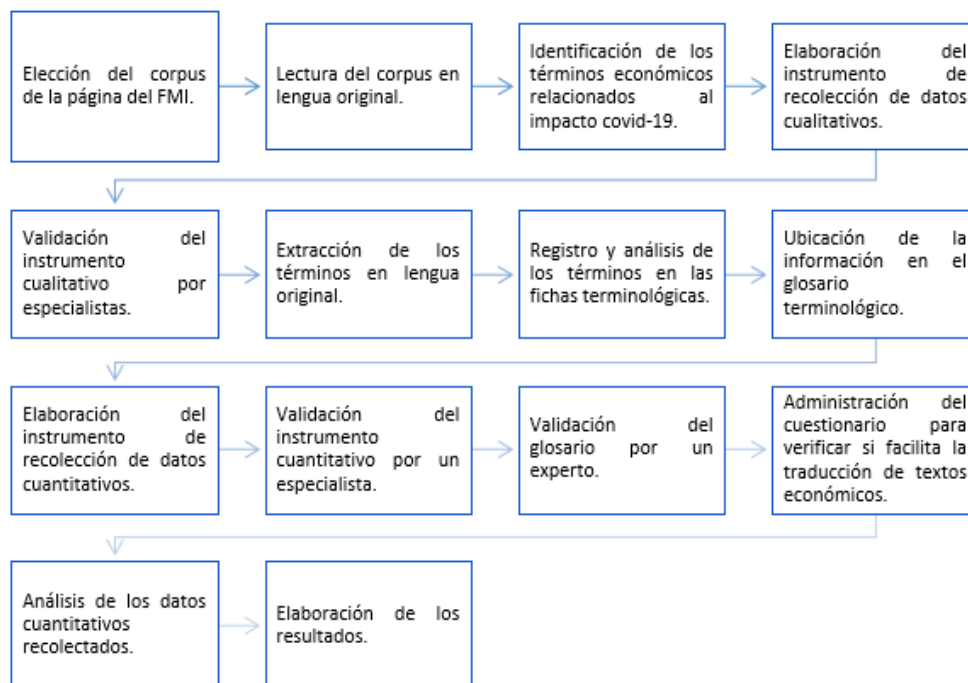 Elección del corpus
de la página del FMI.
Lectura del corpus en
lengua original.
Identificación de los
términos económicos
relacionados al
impacto covid-19.
Elaboración del
instrumento de
recolección de datos
cualitativos.
Validación del
instrumento
cualitativo por
especialistas.
Extracción de los
términos en lengua
original.
Registro y análisis de
los términos en las
fichas terminológicas.
Ubicación de la
información en el
glosario
terminológico.
Elaboración del
instrumento de
recolección de datos
cuantitativos.
Validación del
instrumento
cuantitativo por un
especialista.
Validación del
glosario por un
experto.
Administración del
cuestionario para
verificar si facilita la
traducción de textos
económicos.
Análisis de los datos
cuantitativos
recolectados.
Elaboración de los
resultados.